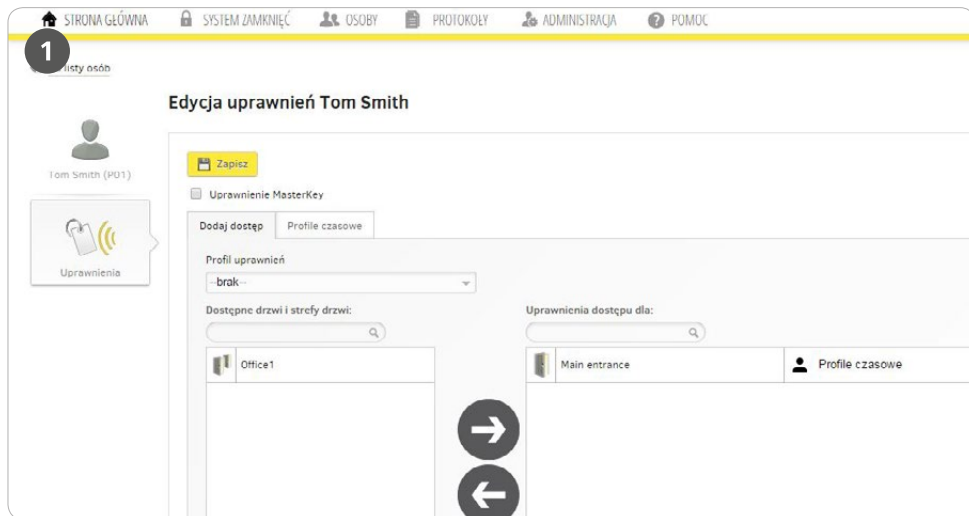 STRONA GŁÓWNA SYSTEM ZAMKNIĘĆ OSOBY PROTOKOŁY ADMINISTRACJA POMOC
1
listy osób
Edycja uprawnień Tom Smith
Tom Smith (P01)
Zapisz
Uprawnienie MasterKey
Dodaj dostęp Profile czasowe
Uprawnienia
Profil uprawnień
--brak--
Dostępne drzwi i strefy drzwi: Uprawnienia dostępu dla:
Office1 Main entrance Profile czasowe